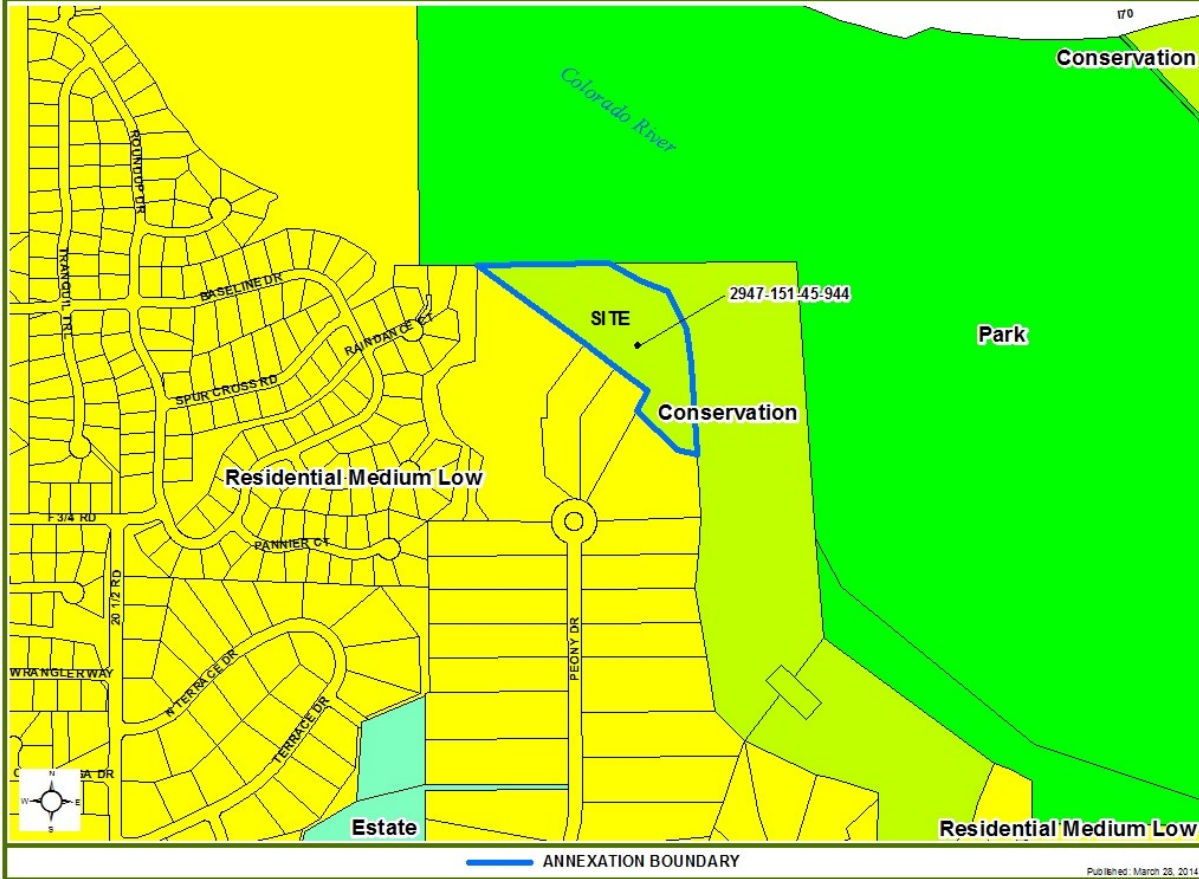 I70
Conservation
Colorado River
ROUNDUP DR
TRANQUIL TRL
BASELINE DR
RAINDANCE CT
SPUR CROSS RD
SITE
2947-151-45-944
Park
Conservation
Residential Medium Low
F 3/4 RD
PANNIER CT
20 1/2 RD
PEONY DR
WRANGLER WAY
N TERRACE DR
TERRACE DR
DR
N
W E
S
Estate
Residential Medium Low
ANNEXATION BOUNDARY
Published: March 28, 2014